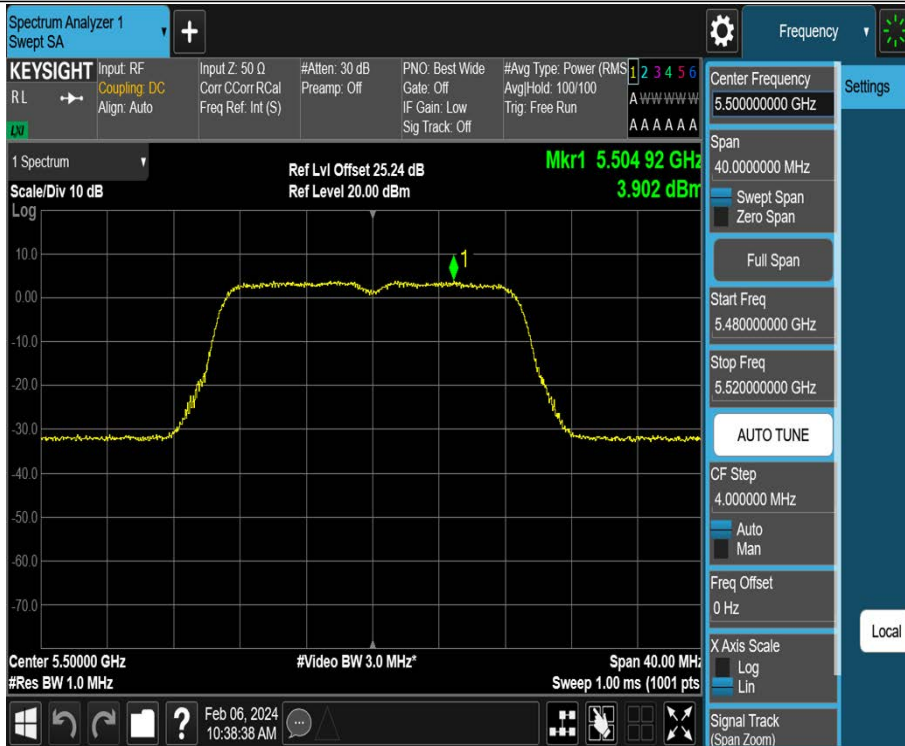 Spectrum Analyzer 1
Swept SA
+
Frequency
KEYSIGHT
R L
LXI
Input: RF
Coupling: DC
Align: Auto
Input Z: 50 Ω
Corr CCorr RCal
Freq Ref: Int (S)
#Atten: 30 dB
Preamp: Off
PNO: Best Wide
Gate: Off
IF Gain: Low
Sig Track: Off
#Avg Type: Power (RMS
Avg|Hold: 100/100
Trig: Free Run
1 2 3 4 5 6
A W W W W W
A A A A A A
1 Spectrum
Scale/Div 10 dB
Log
Ref Lvl Offset 25.24 dB
Ref Level 20.00 dBm
Mkr1 5.504 92 GHz
3.902 dBm
1
10.0
0.00
-10.0
-20.0
-30.0
-40.0
-50.0
-60.0
-70.0
Center 5.50000 GHz
#Res BW 1.0 MHz
#Video BW 3.0 MHz*
Span 40.00 MHz
Sweep 1.00 ms (1001 pts
Feb 06, 2024
10:38:38 AM
?
Center Frequency
5.500000000 GHz
Settings
Span
40.0000000 MHz
Swept Span
Zero Span
Full Span
Start Freq
5.480000000 GHz
Stop Freq
5.520000000 GHz
AUTO TUNE
CF Step
4.000000 MHz
Auto
Man
Freq Offset
0 Hz
X Axis Scale
Log
Lin
Local
Signal Track
(Span Zoom)